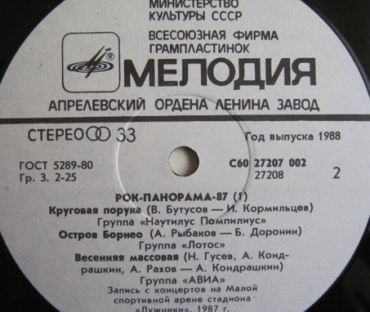 МИНИСТЕРСТВО
КУЛЬТУРЫ СССР
ВСЕСОЮЗНАЯ ФИРМА
ГРАМПЛАСТИНОК
МЕЛОДИЯ
АПРЕЛЕВСКИЙ ОРДЕНА ЛЕНИНА ЗАВОД
СТЕРЕО 33
Год выпуска 1988
ГОСТ 5289-80
С60 27207 002
Гр. 3. 2-25
27208
2
РОК-ПАНОРАМА-87 (1)
Круговая порука (В. Бутусов — И. Кормильцев)
Группа «Наутилус Помпилиус»
Остров Борнео (А. Рыбаков — Б. Доронин)
Группа «Лотос»
Весенняя массовая (Н. Гусев, А. Конд-
рашкин, А. Рахов — А. Кондрашкин)
Группа «АВИА»
Запись с концертов на Малой
спортивной арене стадиона
«Лужники», 1987 г.